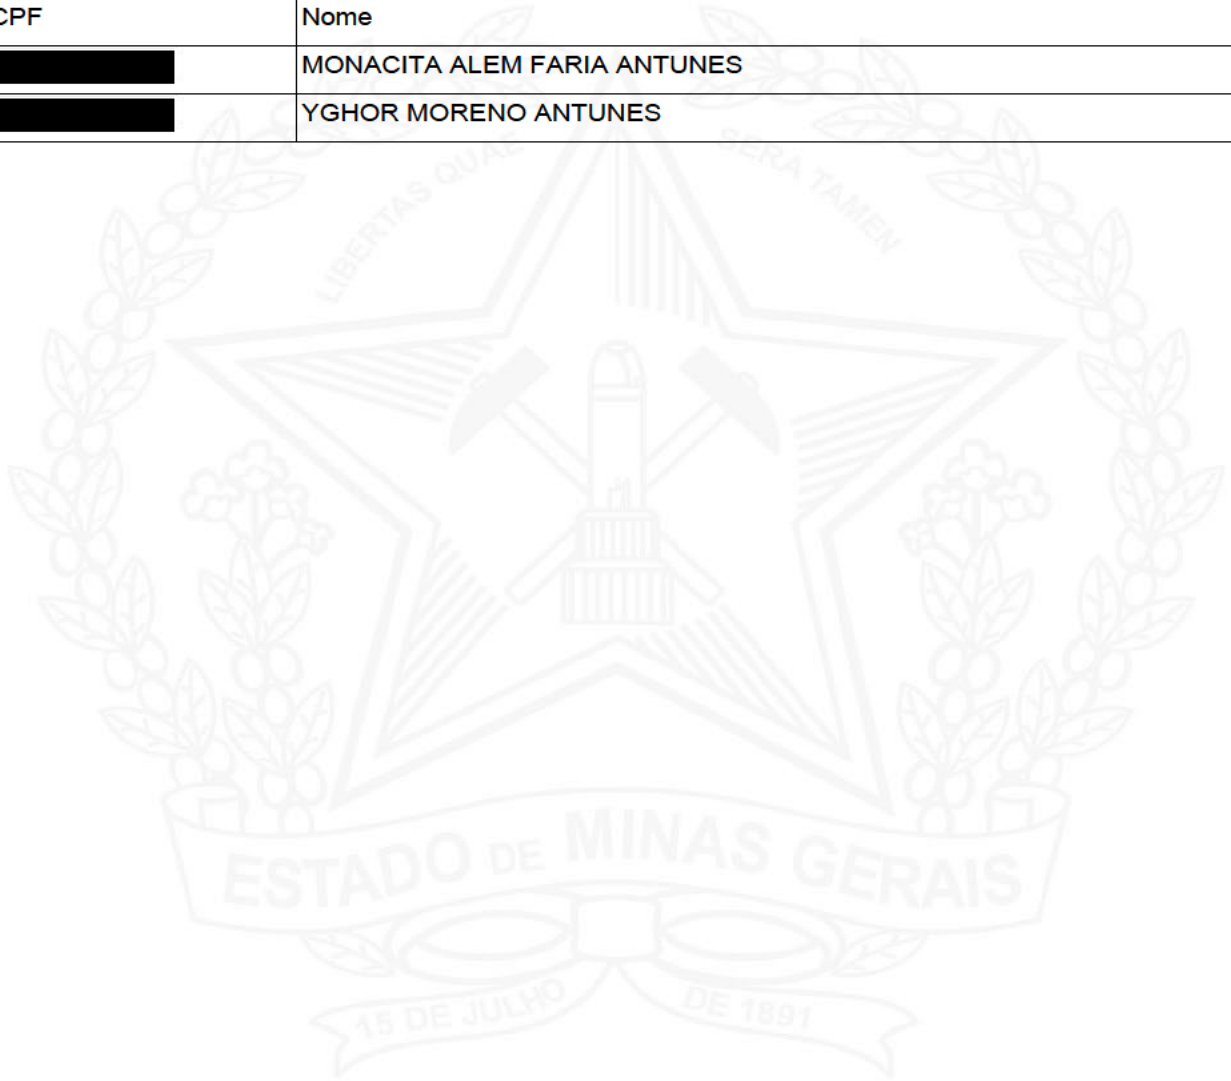 CPF Nome
MONACITA ALEM FARIA ANTUNES
YGHOR MORENO ANTUNES
LIBERTAS QUAE SERA TAMEN
ESTADO DE MINAS GERAIS
15 DE JULHO DE 1891